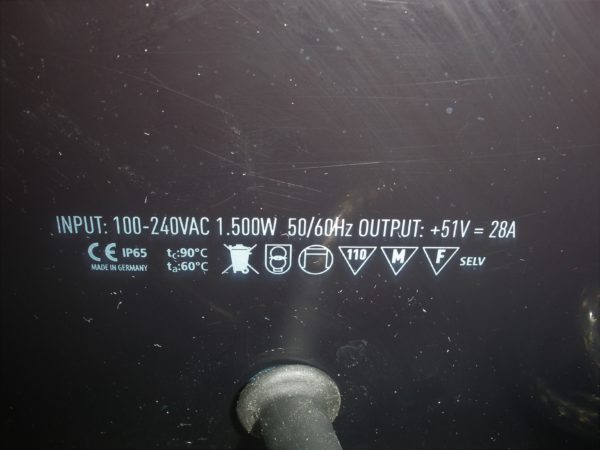 INPUT: 100-240VAC 1.500W 50/60Hz OUTPUT: +51V = 28A
CE IP65 tc:90°C 110 M F SELV
MADE IN GERMANY ta:60°C